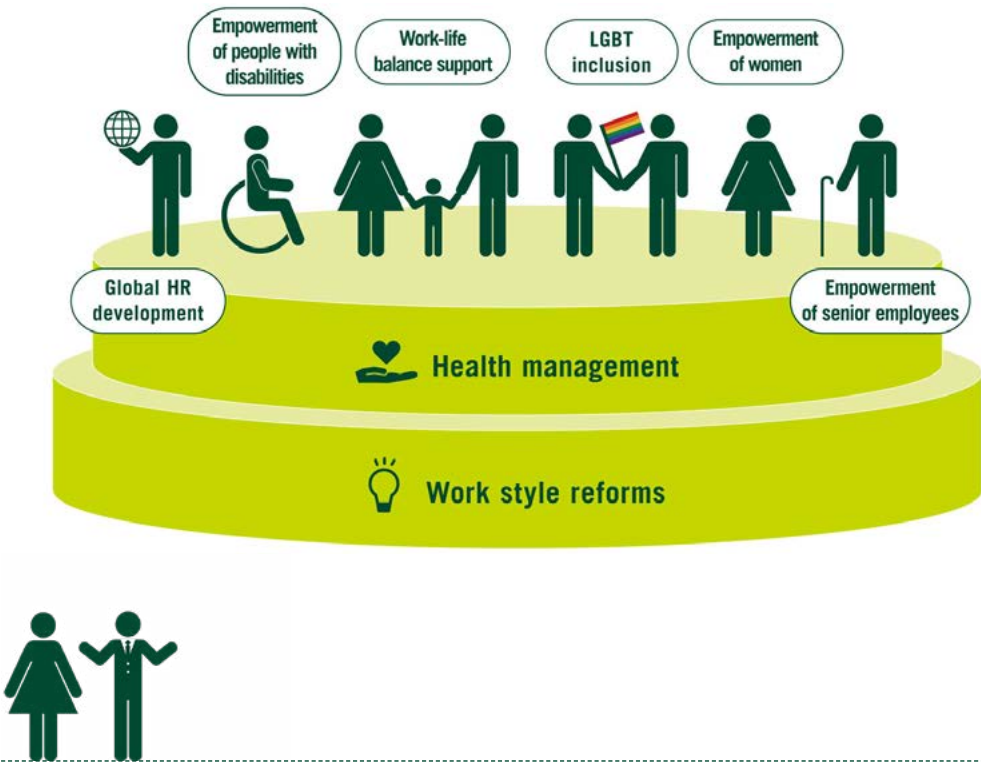 Empowerment
of people with
disabilities
Work-life
balance support
LGBT
inclusion
Empowerment
of women
Global HR
development
Empowerment
of senior employees
Health management
Work style reforms